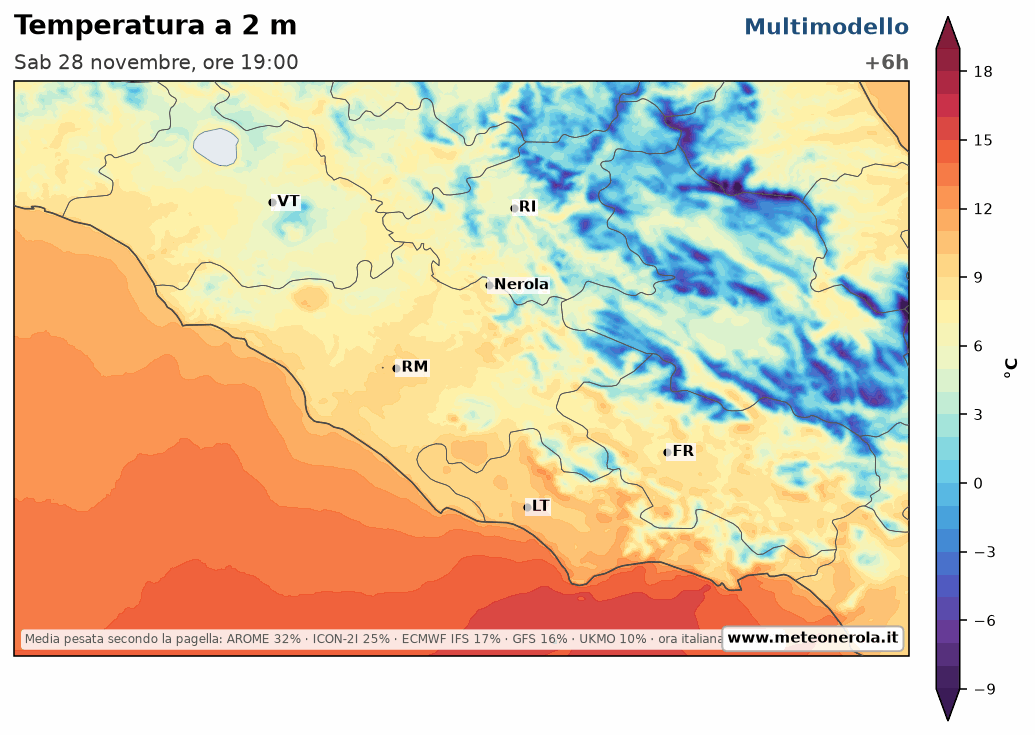 Temperatura a 2 m
Multimodello
Sab 28 novembre, ore 19:00
+6h
VT
RI
Nerola
RM
FR
LT
18
15
12
9
6
3
0
−3
−6
−9
°C
Media pesata secondo la pagella: AROME 32% · ICON-2I 25% · ECMWF IFS 17% · GFS 16% · UKMO 10% · ora italiana
www.meteonerola.it